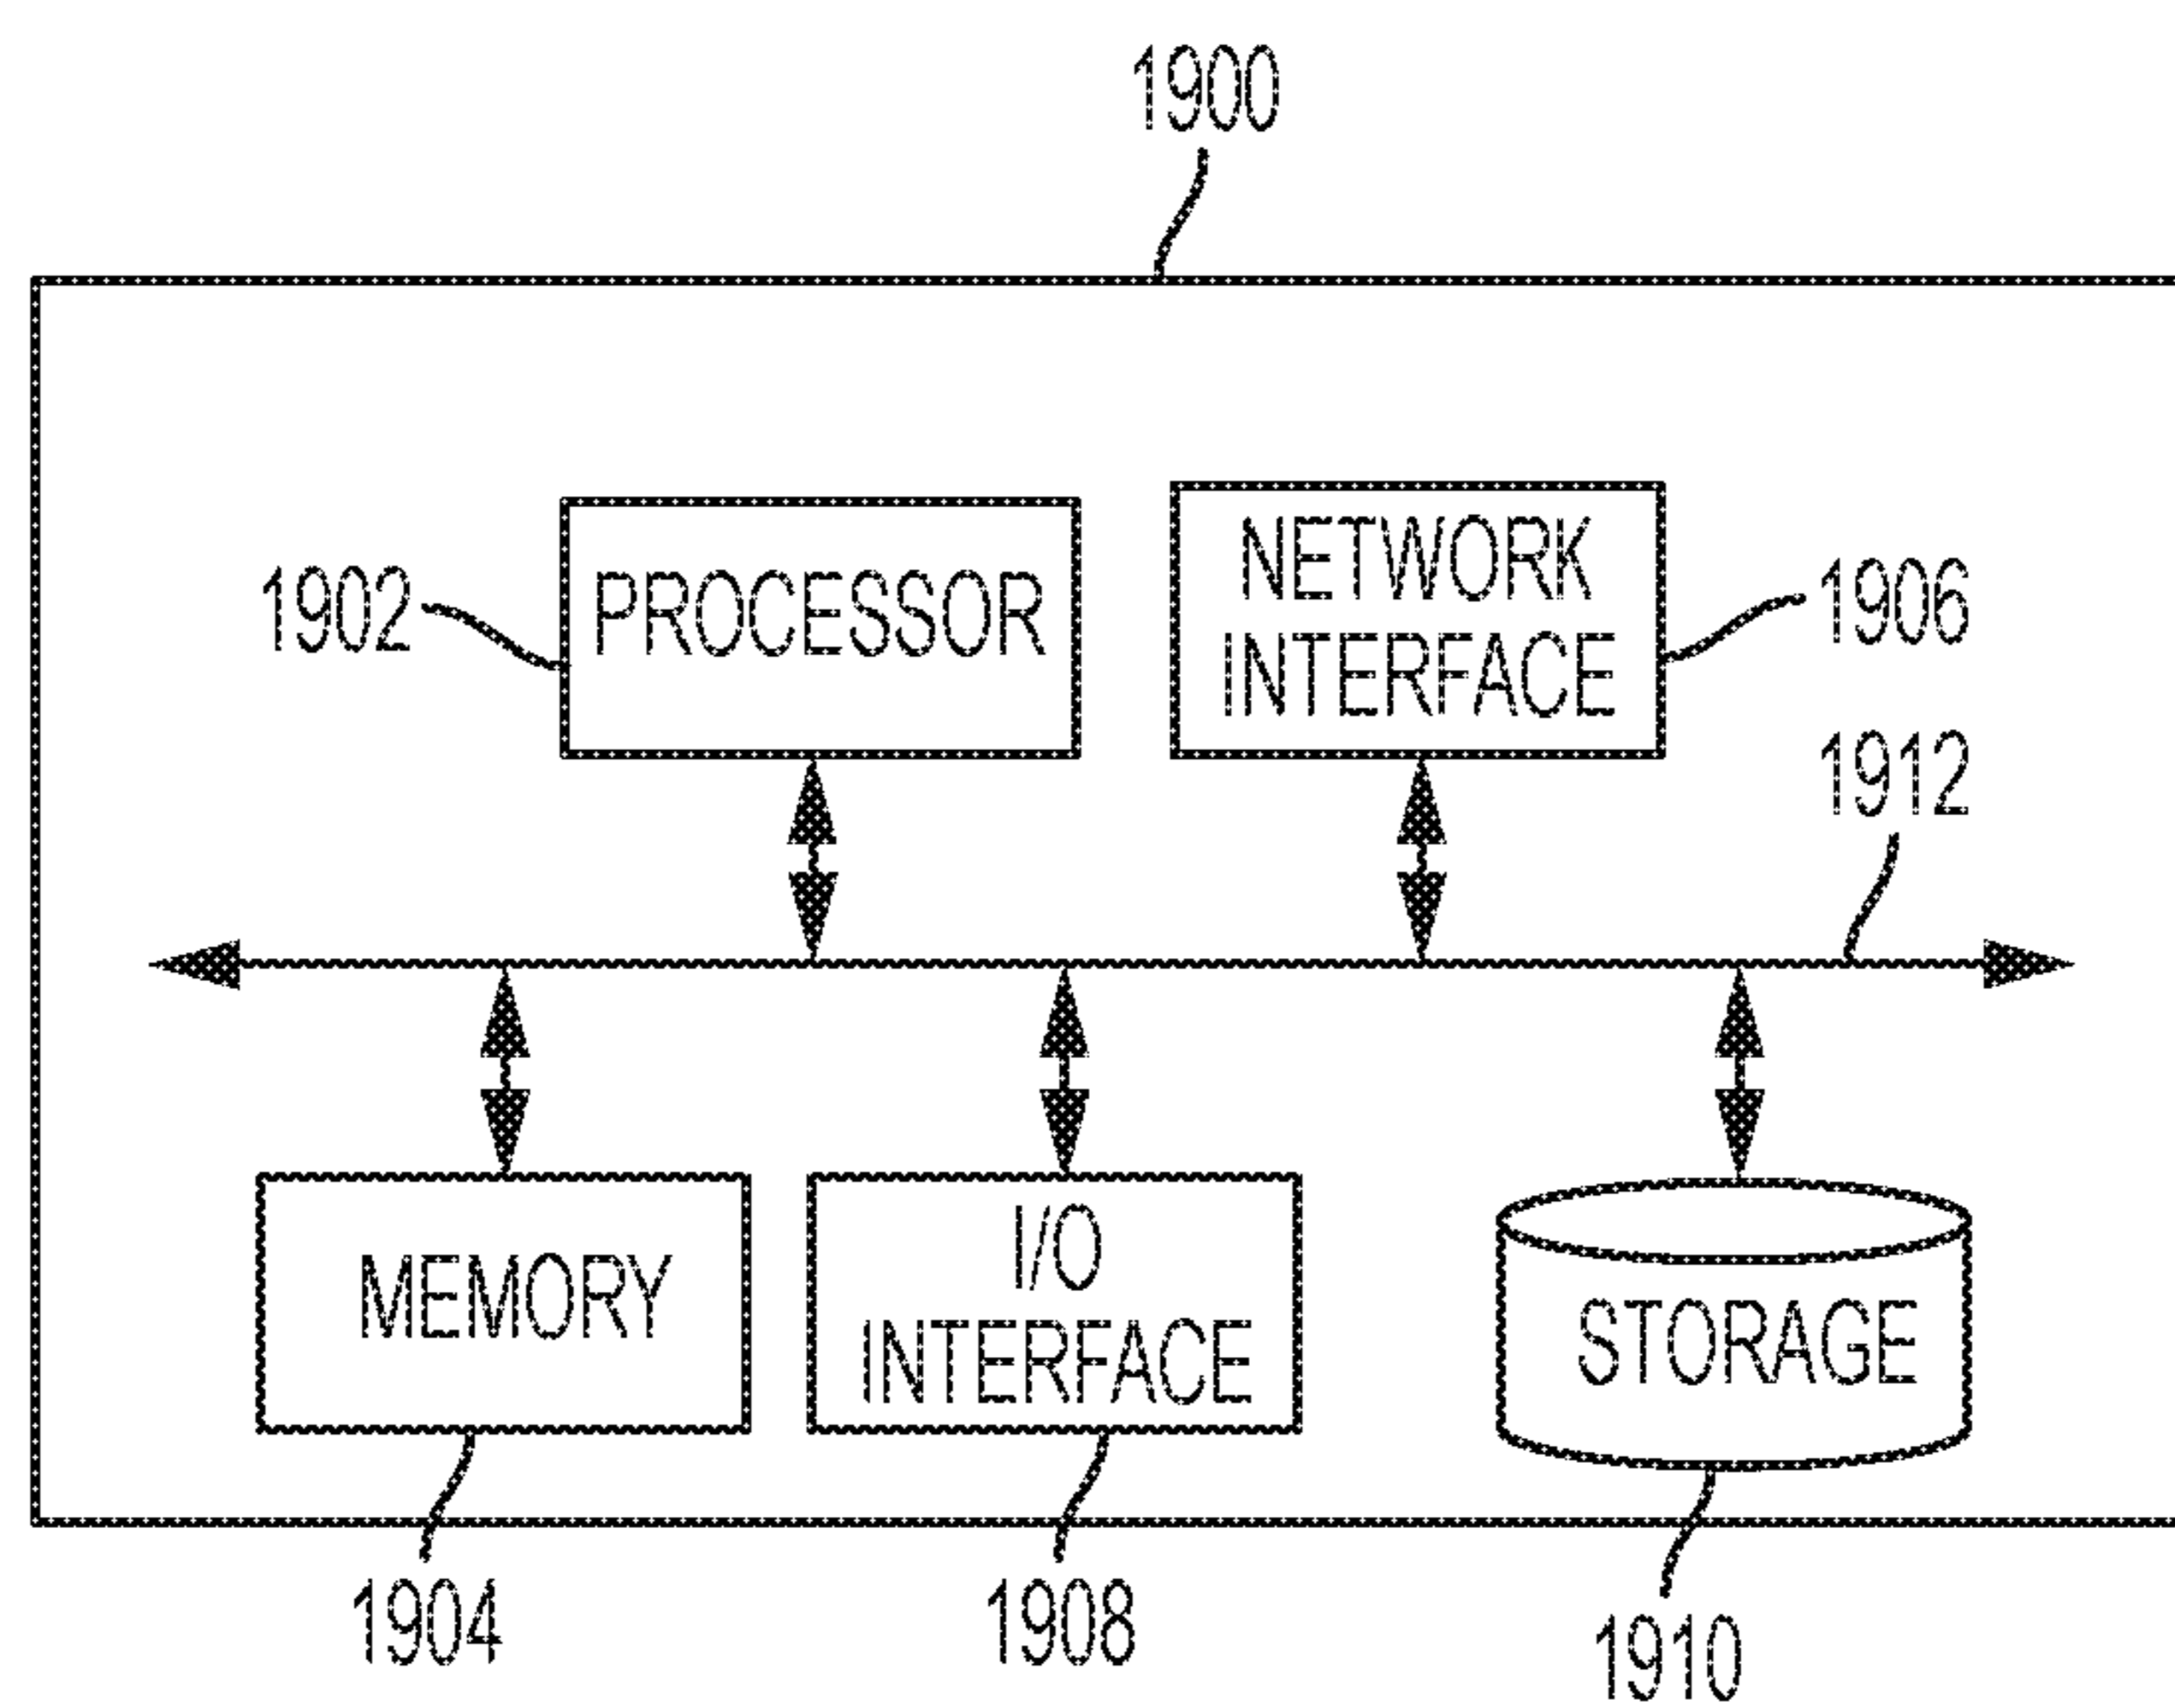 1900
1902
PROCESSOR
NETWORK
INTERFACE
1906
1912
MEMORY
I/O
INTERFACE
STORAGE
1904
1908
1910